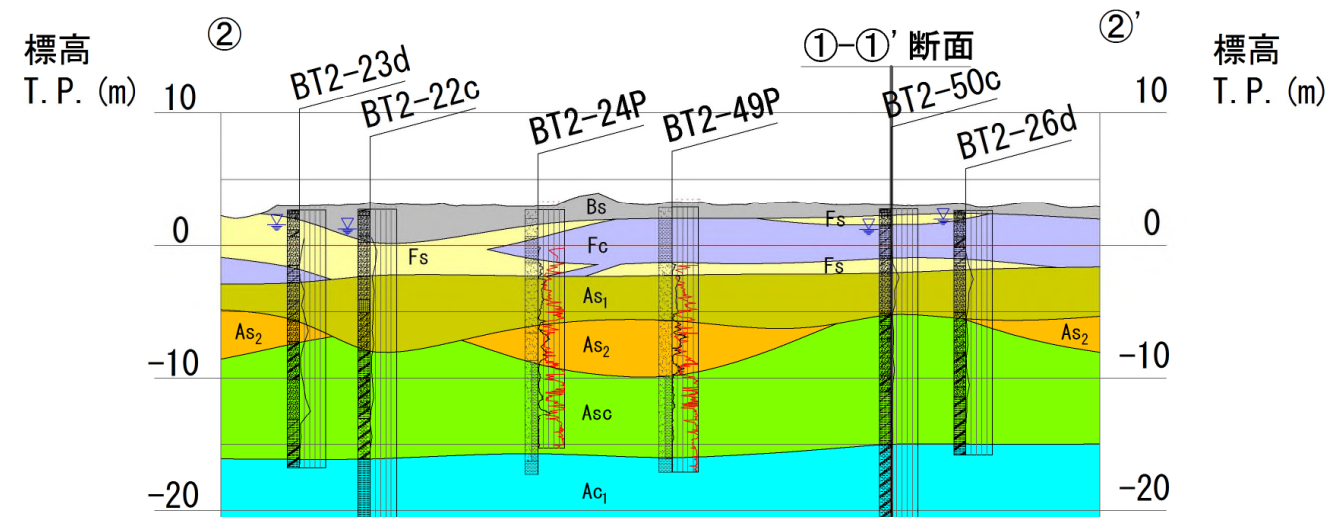 ② ②'
標高
T.P.(m)
①-①' 断面
標高
T.P.(m)
BT2-23d
BT2-22c
BT2-24P
BT2-49P
BT2-50c
BT2-26d
10 10
Bs
Fs
0 0
Fc
Fs
Fs
As₁
As₂ As₂ As₂
-10 -10
Asc
-20 -20
Ac₁